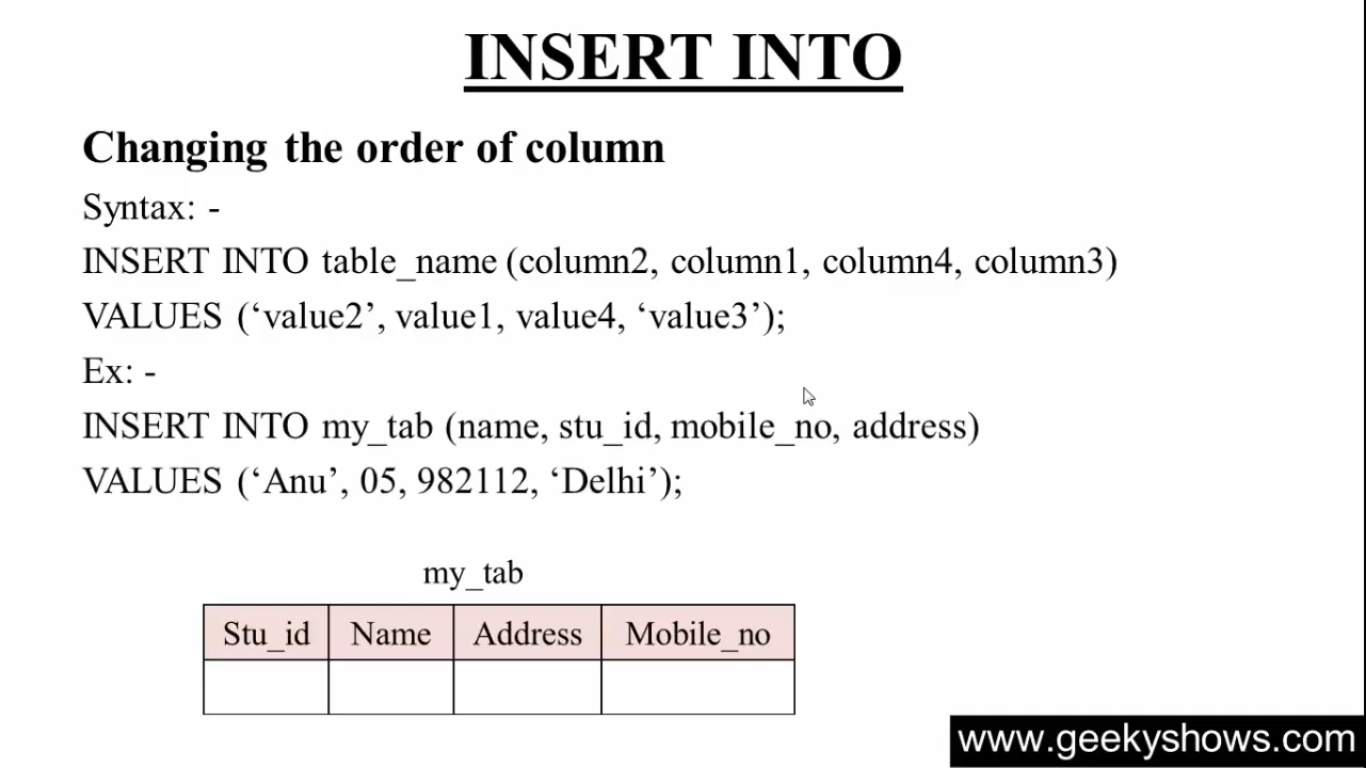 INSERT INTO
Changing the order of column
Syntax: -
INSERT INTO table_name (column2, column1, column4, column3)
VALUES (‘value2’, value1, value4, ‘value3’);
Ex: -
INSERT INTO my_tab (name, stu_id, mobile_no, address)
VALUES (‘Anu’, 05, 982112, ‘Delhi’);
my_tab
Stu_id Name Address Mobile_no
www.geekyshows.com